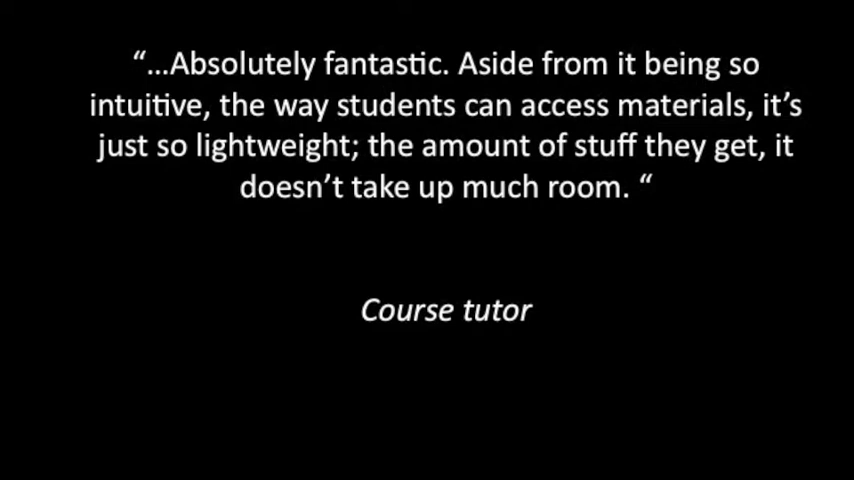 “…Absolutely fantastic. Aside from it being so
intuitive, the way students can access materials, it’s
just so lightweight; the amount of stuff they get, it
doesn’t take up much room. “
Course tutor